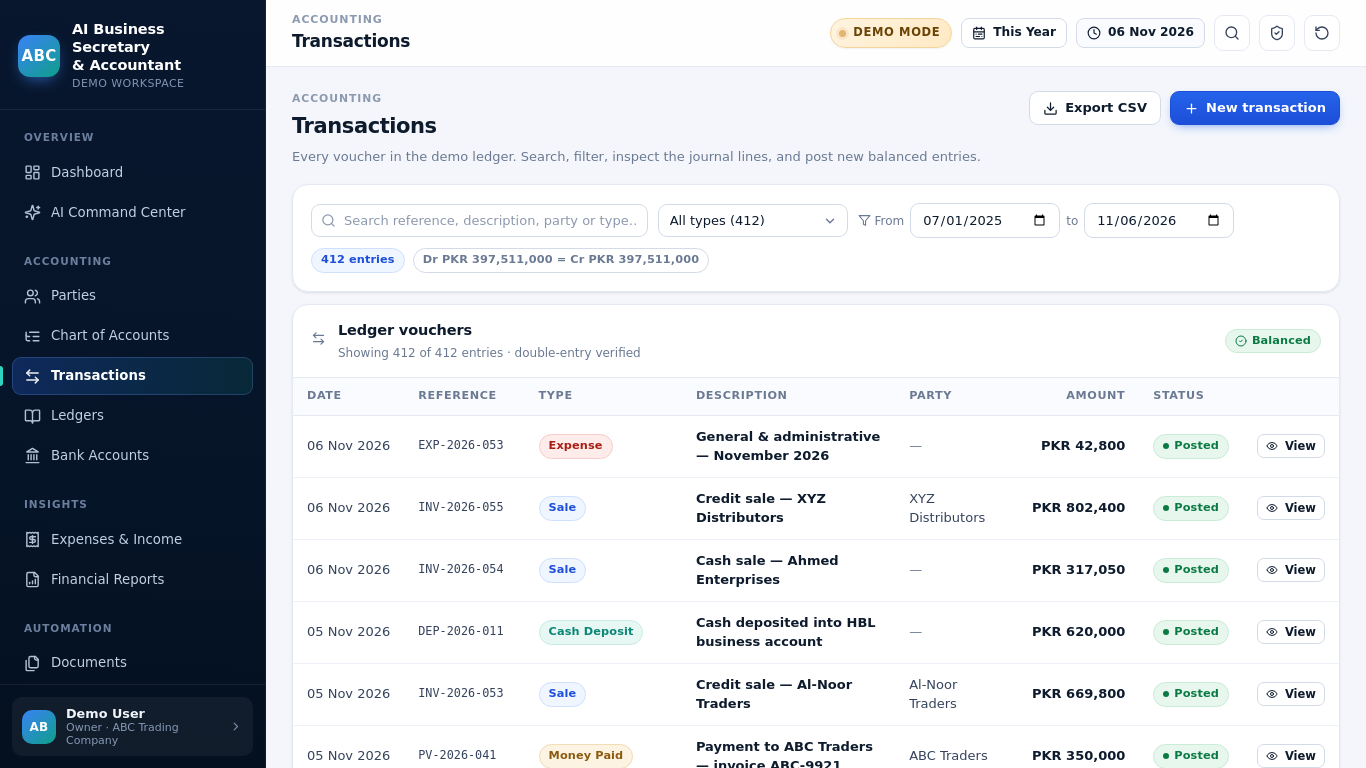 ABC
AI Business
Secretary
& Accountant
DEMO WORKSPACE
OVERVIEW
Dashboard
AI Command Center
ACCOUNTING
Parties
Chart of Accounts
Transactions
Ledgers
Bank Accounts
INSIGHTS
Expenses & Income
Financial Reports
AUTOMATION
Documents
AB
Demo User
Owner · ABC Trading
Company
ACCOUNTING
Transactions
DEMO MODE
This Year
06 Nov 2026
ACCOUNTING
Transactions
Every voucher in the demo ledger. Search, filter, inspect the journal lines, and post new balanced entries.
Export CSV
New transaction
Search reference, description, party or type..
All types (412)
From 07/01/2025 to 11/06/2026
412 entries
Dr PKR 397,511,000 = Cr PKR 397,511,000
Ledger vouchers
Showing 412 of 412 entries · double-entry verified
Balanced
DATE REFERENCE TYPE DESCRIPTION PARTY AMOUNT STATUS
06 Nov 2026 EXP-2026-053 Expense General & administrative — PKR 42,800 Posted View
— November 2026
06 Nov 2026 INV-2026-055 Sale Credit sale — XYZ XYZ PKR 802,400 Posted View
Distributors Distributors
06 Nov 2026 INV-2026-054 Sale Cash sale — Ahmed — PKR 317,050 Posted View
Enterprises
05 Nov 2026 DEP-2026-011 Cash Deposit Cash deposited into HBL — PKR 620,000 Posted View
business account
05 Nov 2026 INV-2026-053 Sale Credit sale — Al-Noor Al-Noor PKR 669,800 Posted View
Traders Traders
05 Nov 2026 PV-2026-041 Money Paid Payment to ABC Traders ABC Traders PKR 350,000 Posted View
— invoice ABC-9921